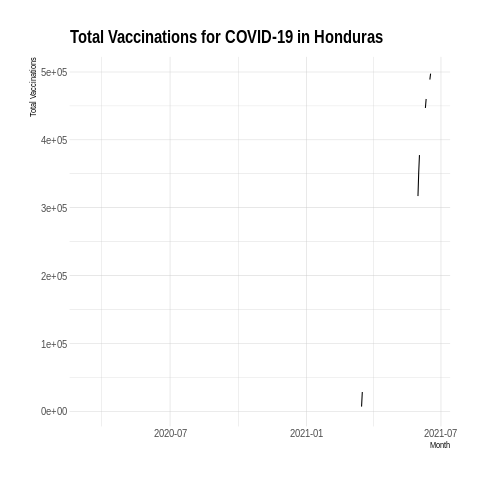 Total Vaccinations for COVID-19 in Honduras
Total Vaccinations
5e+05
4e+05
3e+05
2e+05
1e+05
0e+00
2020-07 2021-01 2021-07
Month